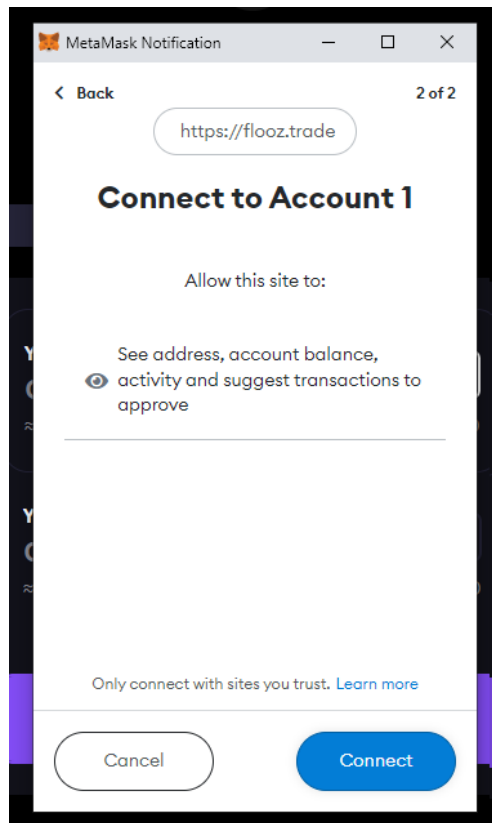 MetaMask Notification
Back
2 of 2
https://flooz.trade
Connect to Account 1
Allow this site to:
See address, account balance,
activity and suggest transactions to
approve
Only connect with sites you trust. Learn more
Cancel
Connect